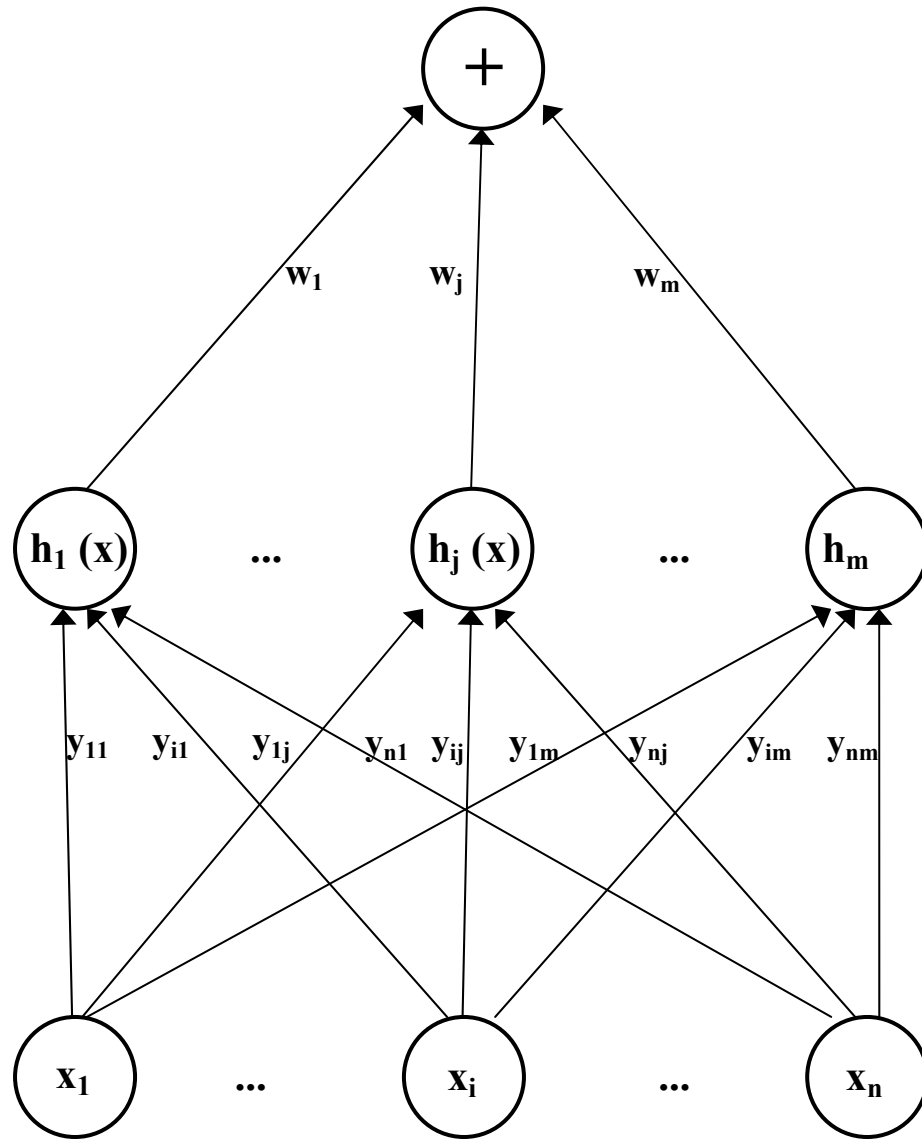 +
w₁ wⱼ wₘ
h₁ (x) ... hⱼ (x) ... hₘ
y₁₁ yᵢ₁ y₁ⱼ yₙ₁ yᵢⱼ y₁ₘ yₙⱼ yᵢₘ yₙₘ
x₁ ... xᵢ ... xₙ